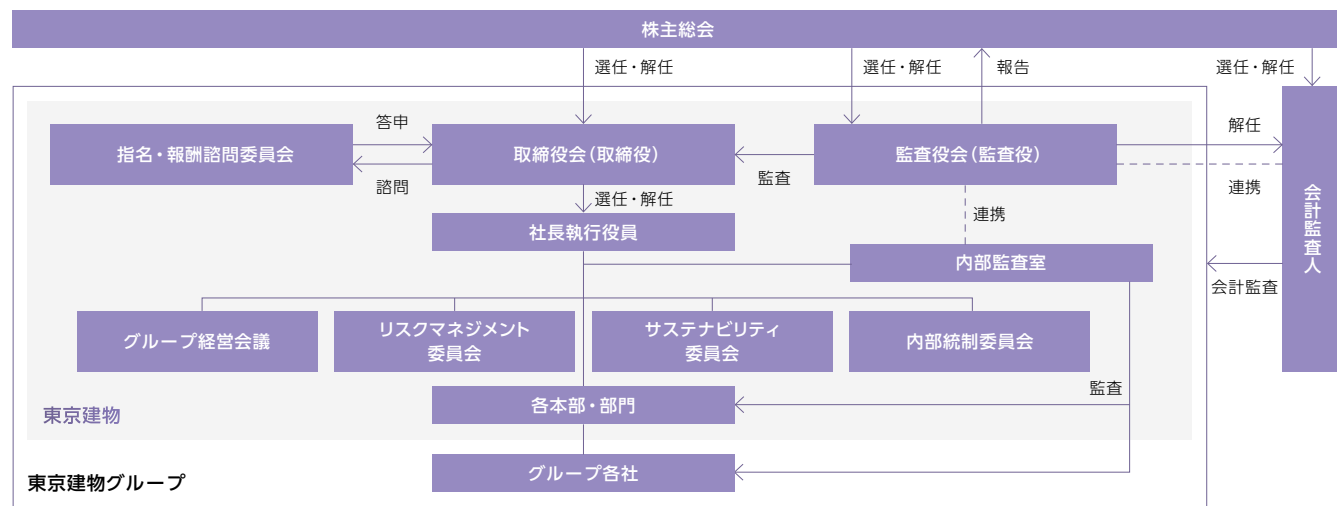 株主総会
選任・解任
選任・解任
報告
選任・解任
指名・報酬諮問委員会
答申
諮問
取締役会(取締役)
監査
監査役会(監査役)
解任
連携
会計監査人
選任・解任
連携
社長執行役員
内部監査室
会計監査
グループ経営会議
リスクマネジメント
委員会
サステナビリティ
委員会
内部統制委員会
監査
各本部・部門
東京建物
グループ各社
東京建物グループ